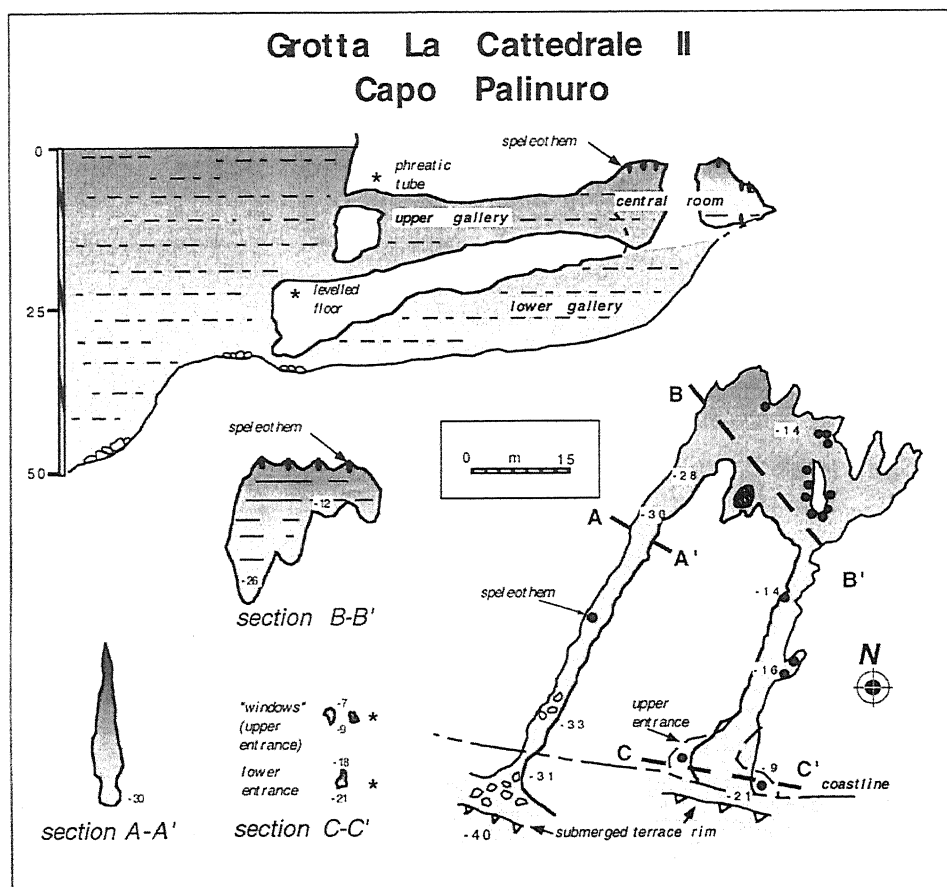 Grotta La Cattedrale II
Capo Palinuro
0
25
50
speleothem
* phreatic
tube
upper gallery
central room
* levelled
floor
lower gallery
speleothem
-12
-26
section B-B'
0 m 15
B
-14
-28
-30
A
A'
B'
speleothem
-14
-16
N
-33
upper
entrance
C
-9
C'
-31
-21
coastline
-40
submerged terrace rim
-30
section A-A'
"windows"
(upper
entrance)
-7
-9
*
lower
entrance
-18
-21
*
section C-C'